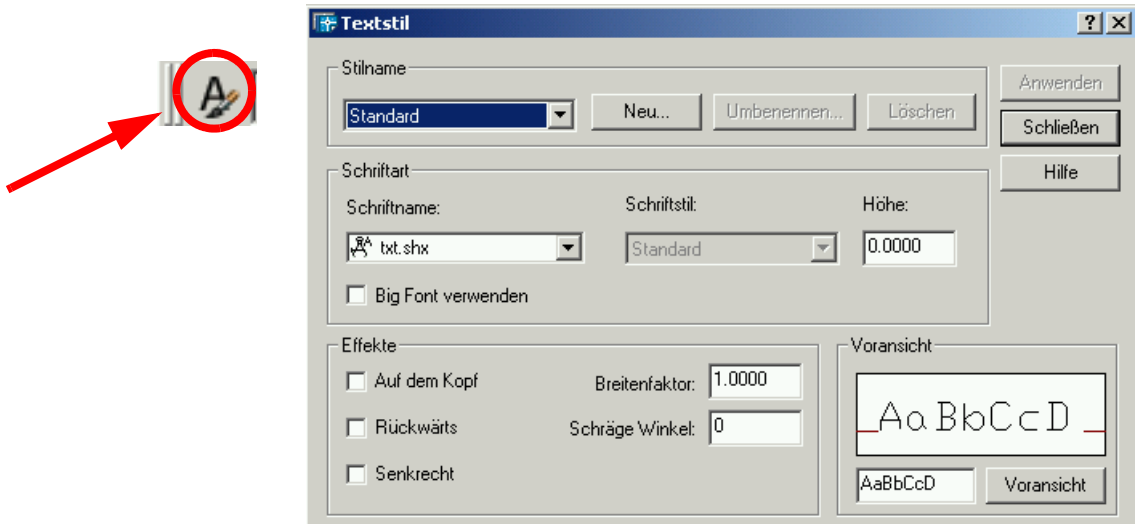 A
Textstil
Stilname
Standard
Neu...
Umbenennen...
Löschen
Anwenden
Schließen
Hilfe
Schriftart
Schriftname:
Schriftstil:
Höhe:
txt.shx
Standard
0.0000
Big Font verwenden
Effekte
Auf dem Kopf
Breitenfaktor:
1.0000
Rückwärts
Schräge Winkel:
0
Senkrecht
Voransicht
AaBbCcD
AaBbCcD
Voransicht